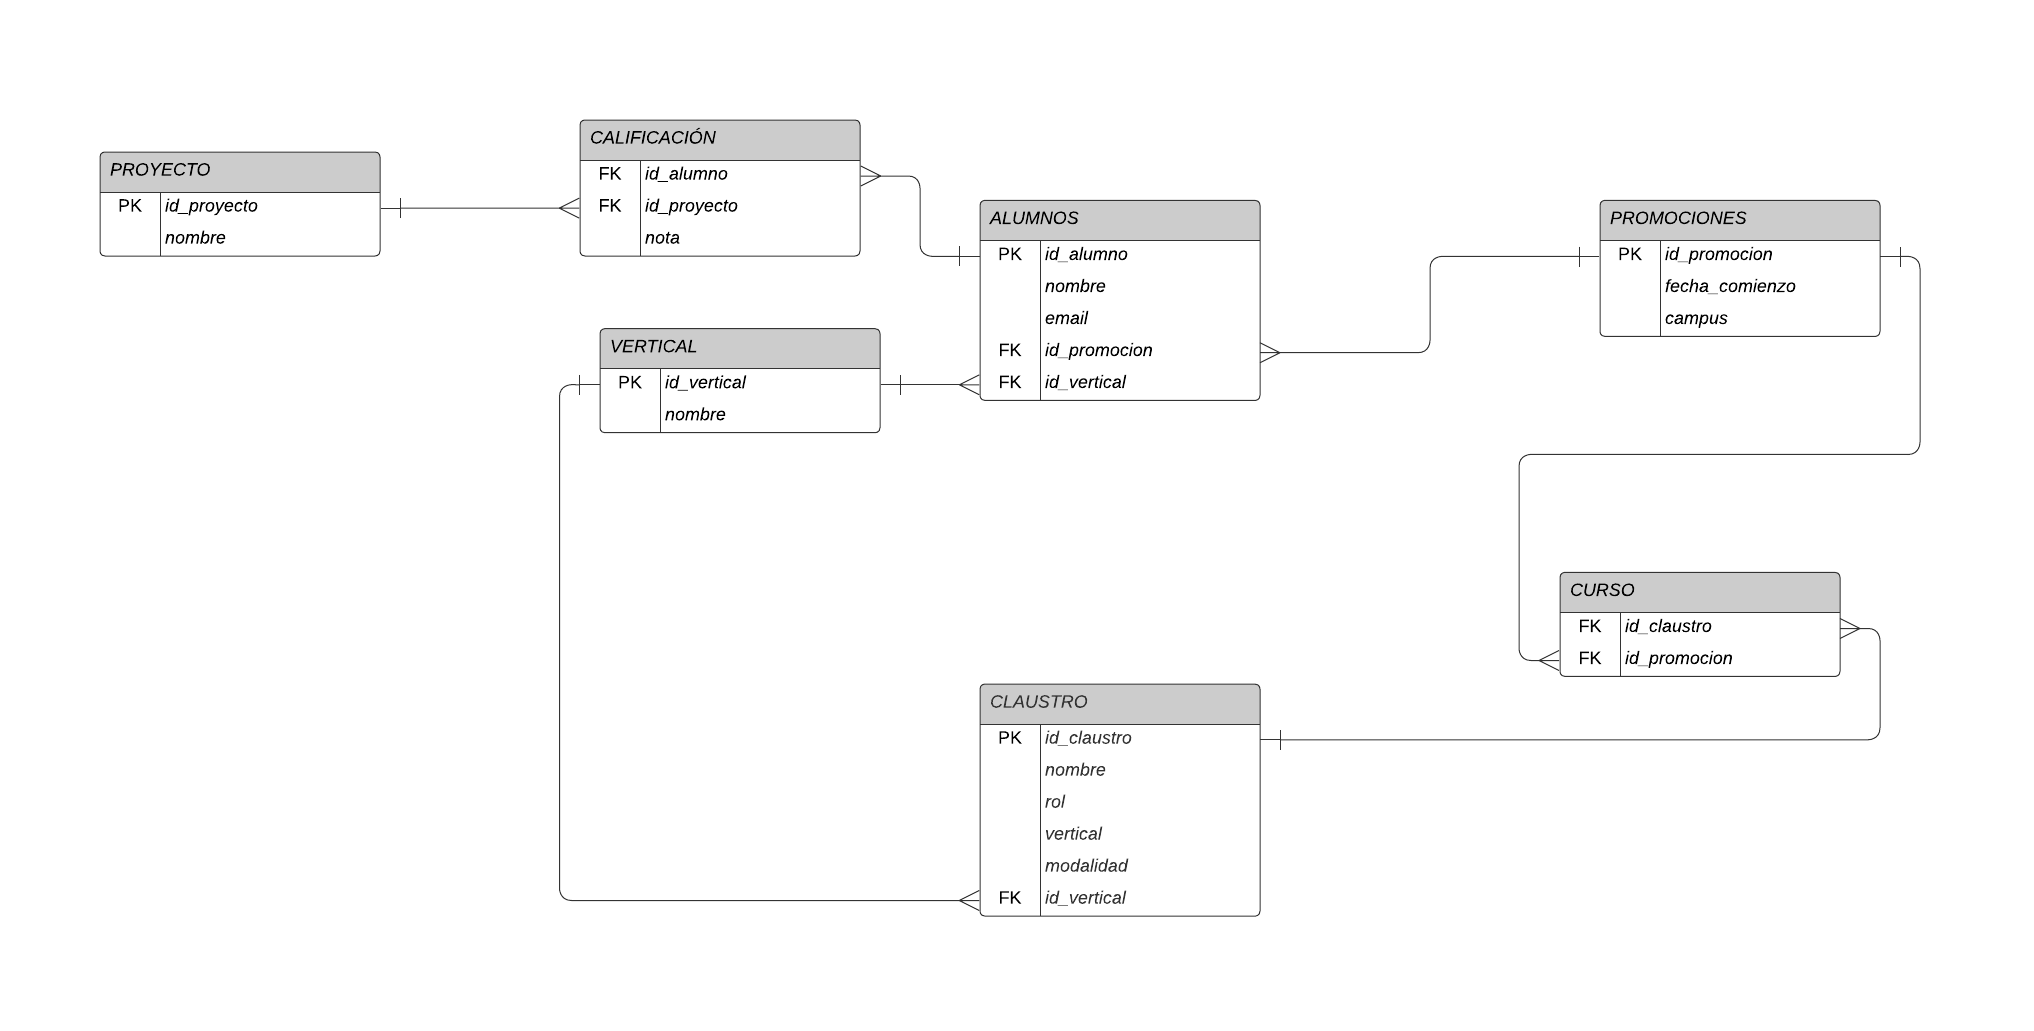 PROYECTO
PK id_proyecto
nombre
CALIFICACIÓN
FK id_alumno
FK id_proyecto
nota
ALUMNOS
PK id_alumno
nombre
email
FK id_promocion
FK id_vertical
PROMOCIONES
PK id_promocion
fecha_comienzo
campus
VERTICAL
PK id_vertical
nombre
CURSO
FK id_claustro
FK id_promocion
CLAUSTRO
PK id_claustro
nombre
rol
vertical
modalidad
FK id_vertical